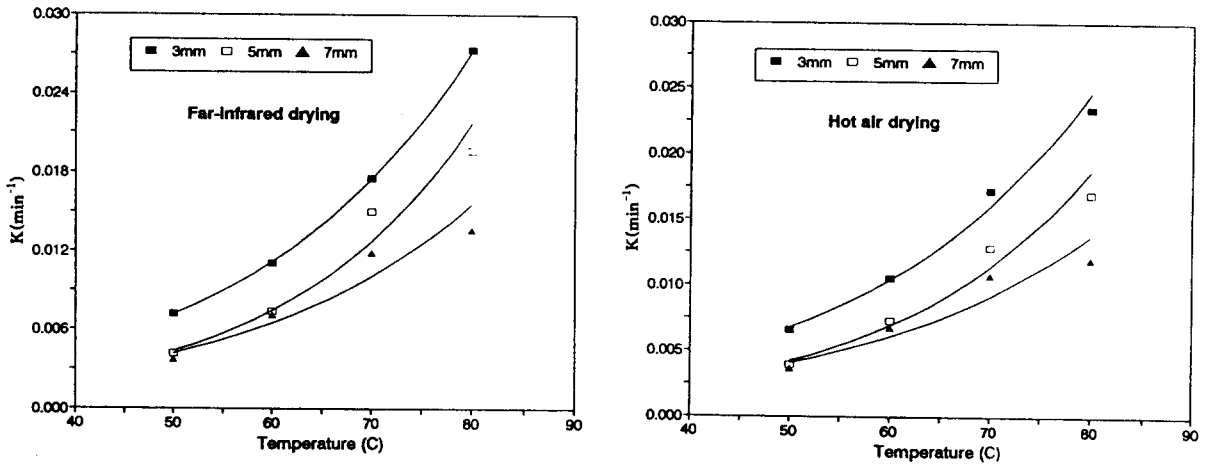 0.030
0.024
0.018
0.012
0.006
0.000
K(min⁻¹)
3mm 5mm 7mm
Far-infrared drying
40 50 60 70 80 90
Temperature (C)
0.030
0.025
0.020
0.015
0.010
0.005
0.000
K(min⁻¹)
3mm 5mm 7mm
Hot air drying
40 50 60 70 80 90
Temperature (C)